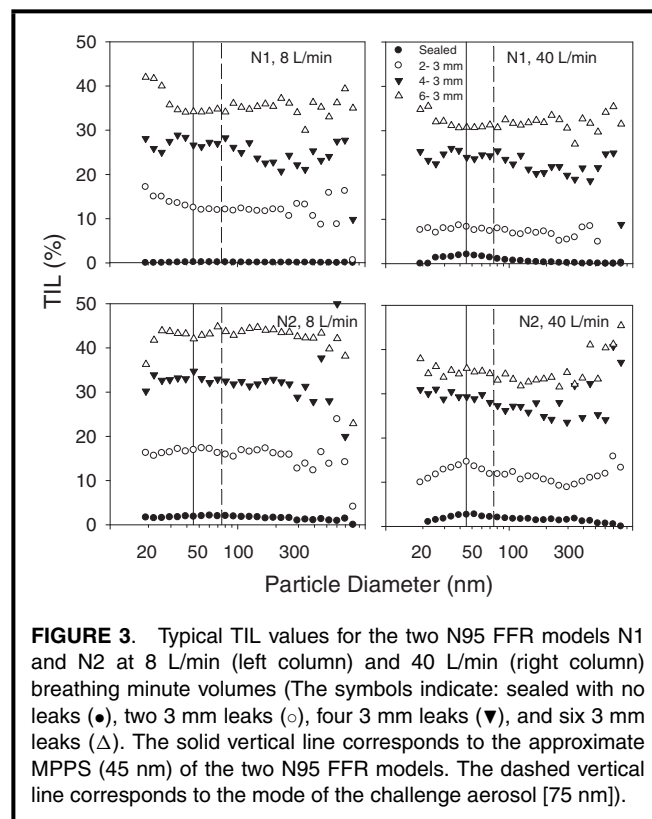 50
40
30
20
10
0
N1, 8 L/min
Sealed
2- 3 mm
4- 3 mm
6- 3 mm
N1, 40 L/min
TIL (%)
50
40
30
20
10
0
N2, 8 L/min
N2, 40 L/min
20 50 100 300
20 50 100 300
Particle Diameter (nm)
FIGURE 3. Typical TIL values for the two N95 FFR models N1
and N2 at 8 L/min (left column) and 40 L/min (right column)
breathing minute volumes (The symbols indicate: sealed with no
leaks (●), two 3 mm leaks (○), four 3 mm leaks (▼), and six 3 mm
leaks (△). The solid vertical line corresponds to the approximate
MPPS (45 nm) of the two N95 FFR models. The dashed vertical
line corresponds to the mode of the challenge aerosol [75 nm]).